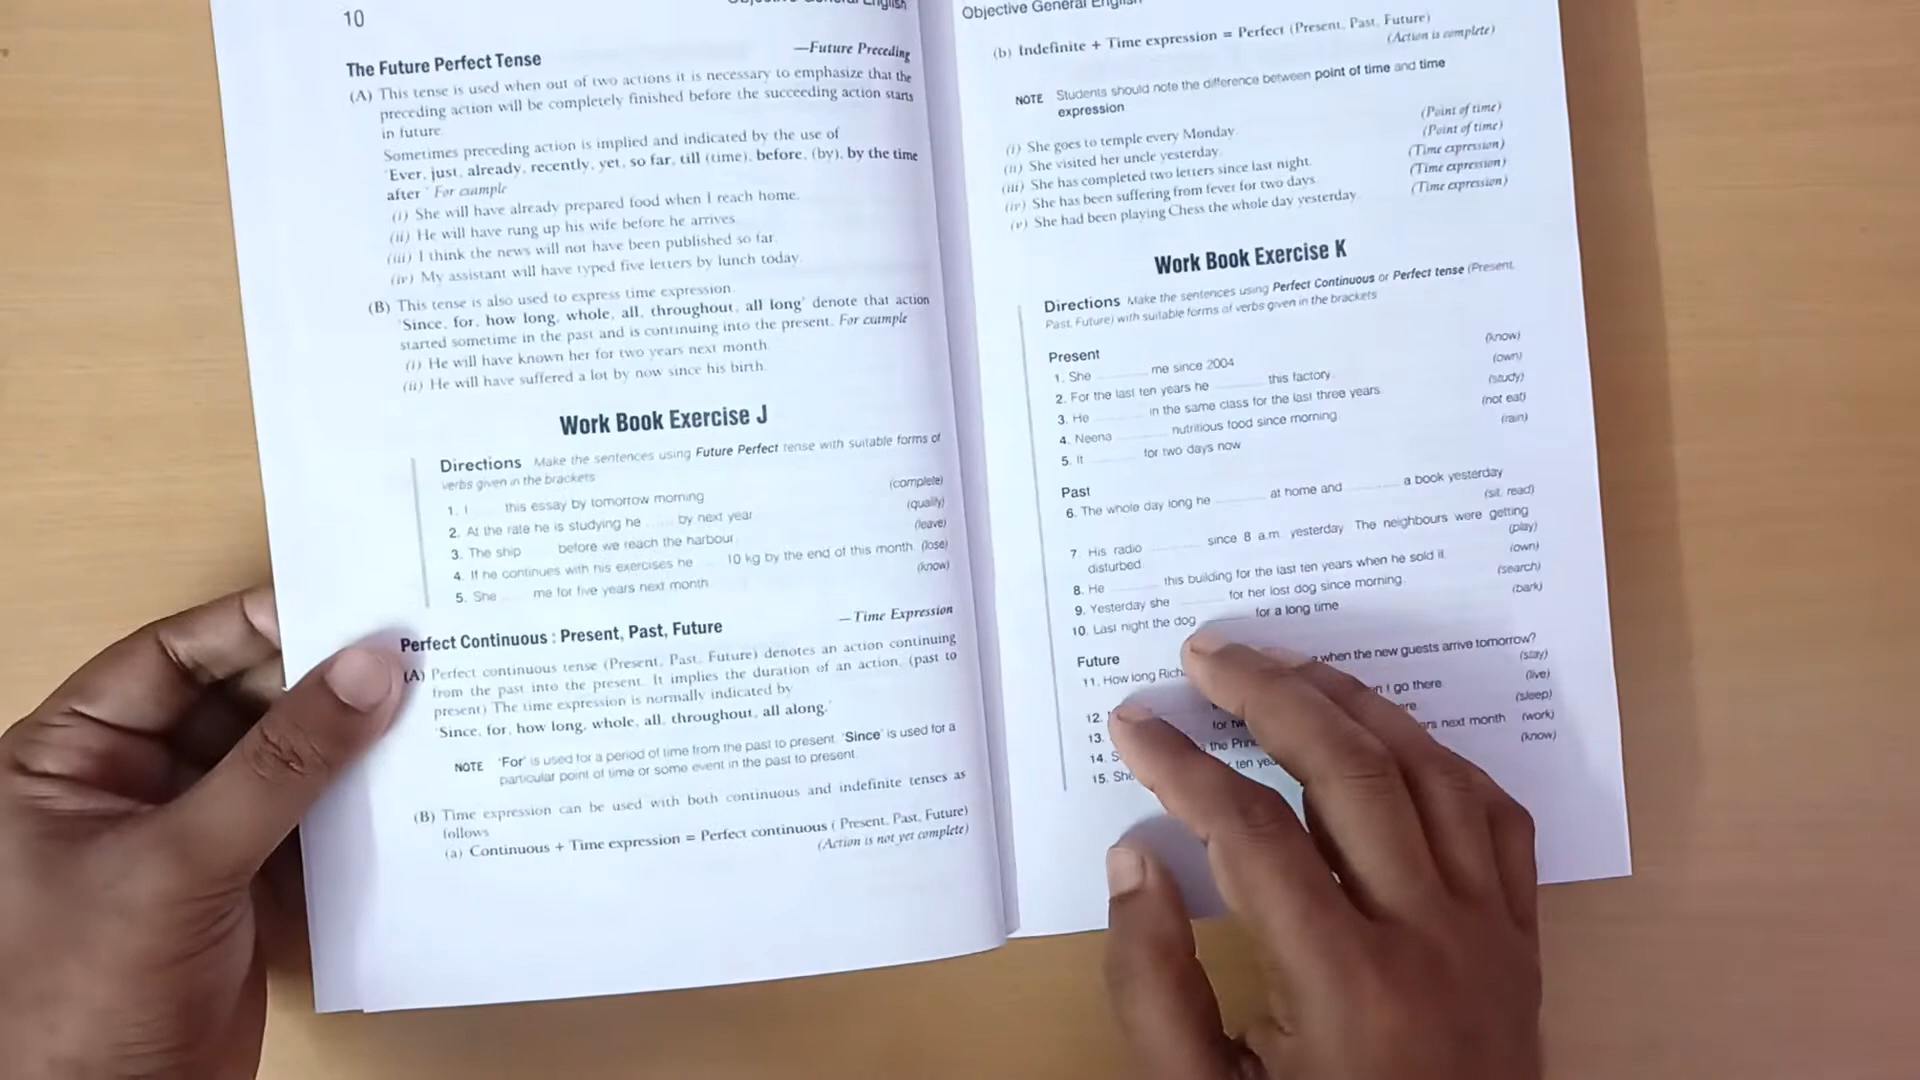 10
Objective General English
The Future Perfect Tense
—Future Preceding
(A) This tense is used when out of two actions it is necessary to emphasize that the
preceding action will be completely finished before the succeeding action starts
in future.
Sometimes preceding action is implied and indicated by the use of
'Ever, just, already, recently, yet, so far, till (time), before, (by), by the time
after ' For example
(i) She will have already prepared food when I reach home.
(ii) He will have rung up his wife before he arrives
(iii) I think the news will not have been published so far.
(iv) My assistant will have typed five letters by lunch today.
(B) This tense is also used to express time expression.
'Since, for, how long, whole, all, throughout, all long' denote that action
started sometime in the past and is continuing into the present. For example
(i) He will have known her for two years next month.
(ii) He will have suffered a lot by now since his birth.
Work Book Exercise J
Directions Make the sentences using Future Perfect tense with suitable forms of
verbs given in the brackets
1. I ...... this essay by tomorrow morning (complete)
2. At the rate he is studying he ...... by next year (qualify)
3. The ship ...... before we reach the harbour. (leave)
4. If he continues with his exercises he ...... 10 kg by the end of this month (lose)
5. She ...... me for five years next month (know)
Perfect Continuous : Present, Past, Future
—Time Expression
(A) Perfect continuous tense (Present, Past, Future) denotes an action continuing
from the past into the present. It implies the duration of an action, (past to
present) The time expression is normally indicated by
'Since, for, how long, whole, all, throughout, all along.'
NOTE 'For' is used for a period of time from the past to present. 'Since' is used for a
particular point of time or some event in the past to present.
(B) Time expression can be used with both continuous and indefinite tenses as
follows
(a) Continuous + Time expression = Perfect continuous ( Present, Past, Future)
(Action is not yet complete)
Objective General English
(b) Indefinite + Time expression = Perfect (Present, Past, Future)
(Action is complete)
NOTE Students should note the difference between point of time and time
expression
(i) She goes to temple every Monday (Point of time)
(ii) She visited her uncle yesterday. (Point of time)
(iii) She has completed two letters since last night. (Time expression)
(iv) She has been suffering from fever for two days (Time expression)
(v) She had been playing Chess the whole day yesterday (Time expression)
Work Book Exercise K
Directions Make the sentences using Perfect Continuous or Perfect tense (Present,
Past, Future) with suitable forms of verbs given in the brackets
Present
1. She ............ me since 2004 (know)
2. For the last ten years he ............ this factory (own)
3. He ............ in the same class for the last three years (study)
4. Neena ............ nutritious food since morning. (not eat)
5. It ............ for two days now (rain)
Past
6. The whole day long he ............ at home and ............ a book yesterday
(sit, read)
7. His radio ............ since 8 a.m. yesterday The neighbours were getting
disturbed. (play)
8. He ............ this building for the last ten years when he sold it. (own)
9. Yesterday she ............ for her lost dog since morning. (search)
10. Last night the dog ............ for a long time (bark)
Future
11. How long Rich when the new guests arrive tomorrow?
(stay)
12. I go there. (live)
13. for (sleep)
14. S the next month (work)
15. She ten (know)